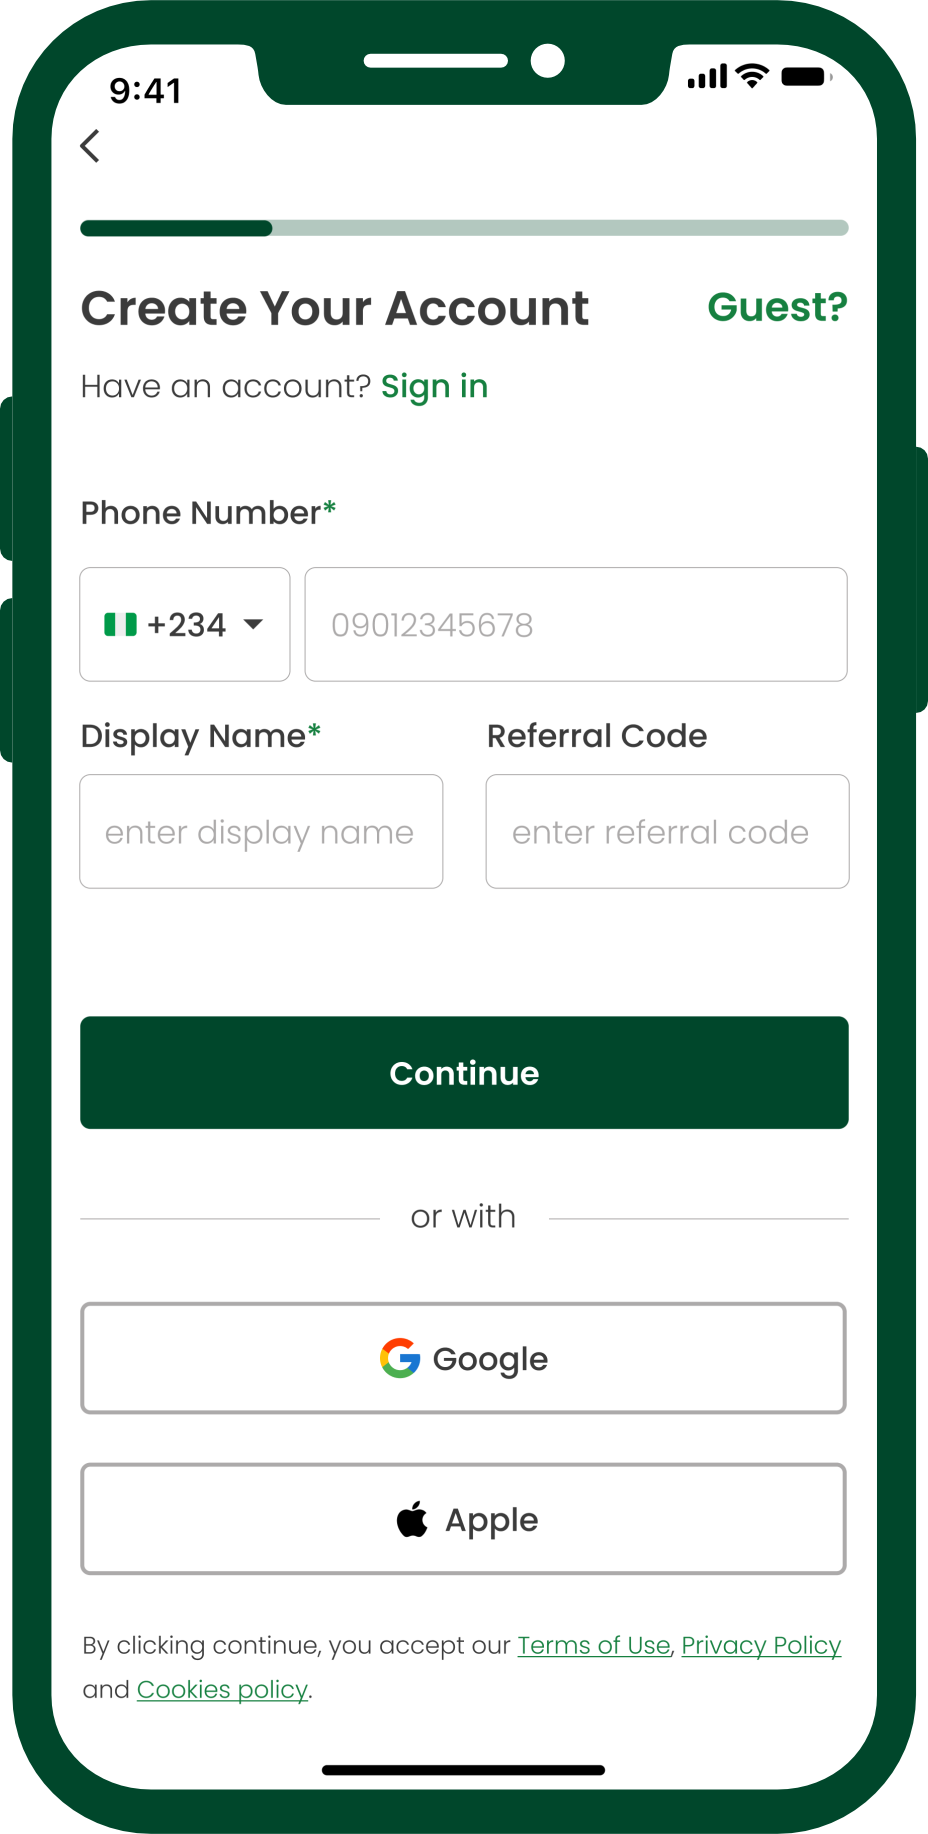 9:41
Create Your Account Guest?
Have an account? Sign in
Phone Number*
+234 09012345678
Display Name* Referral Code
enter display name enter referral code
Continue
or with
Google
Apple
By clicking continue, you accept our Terms of Use, Privacy Policy
and Cookies policy.